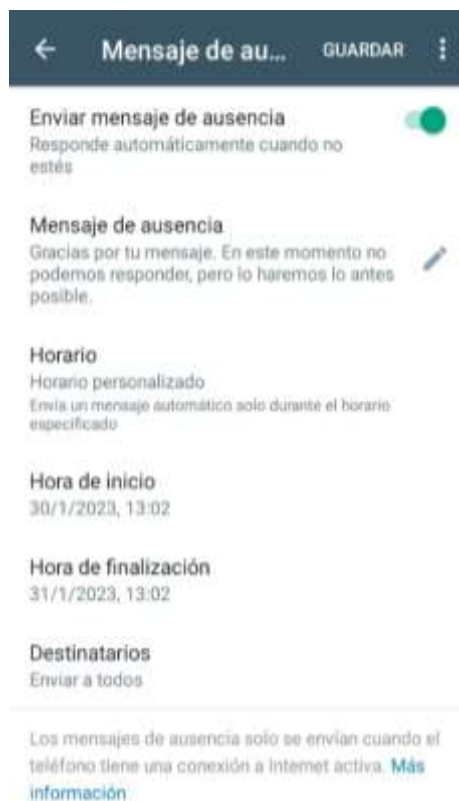 Mensaje de au... GUARDAR
Enviar mensaje de ausencia
Responde automáticamente cuando no
estés
Mensaje de ausencia
Gracias por tu mensaje. En este momento no
podemos responder, pero lo haremos lo antes
posible.
Horario
Horario personalizado
Envía un mensaje automático solo durante el horario
especificado
Hora de inicio
30/1/2023, 13:02
Hora de finalización
31/1/2023, 13:02
Destinatarios
Enviar a todos
Los mensajes de ausencia solo se envían cuando el
teléfono tiene una conexión a Internet activa. Más
información